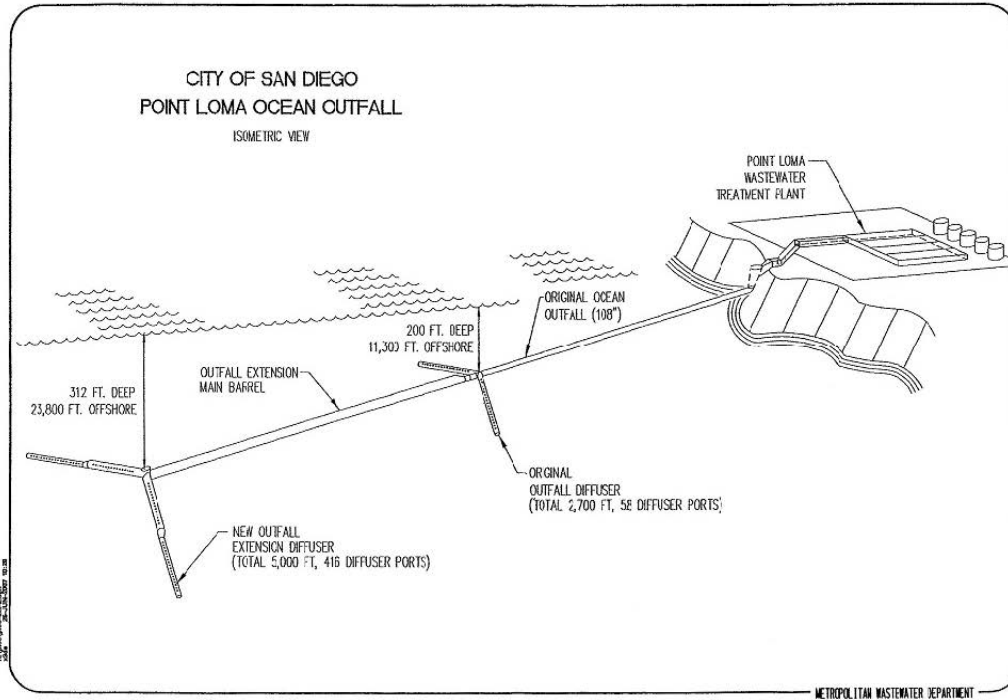 CITY OF SAN DIEGO
POINT LOMA OCEAN OUTFALL
ISOMETRIC VIEW
POINT LOMA
WASTEWATER
TREATMENT PLANT
ORIGINAL OCEAN
OUTFALL (108")
200 FT. DEEP
11,300 FT. OFFSHORE
OUTFALL EXTENSION
MAIN BARREL
312 FT. DEEP
23,800 FT. OFFSHORE
ORGINAL
OUTFALL DIFFUSER
(TOTAL 2,700 FT, 58 DIFFUSER PORTS)
NEW OUTFALL
EXTENSION DIFFUSER
(TOTAL 5,000 FT, 416 DIFFUSER PORTS)
METROPOLITAN WASTEWATER DEPARTMENT